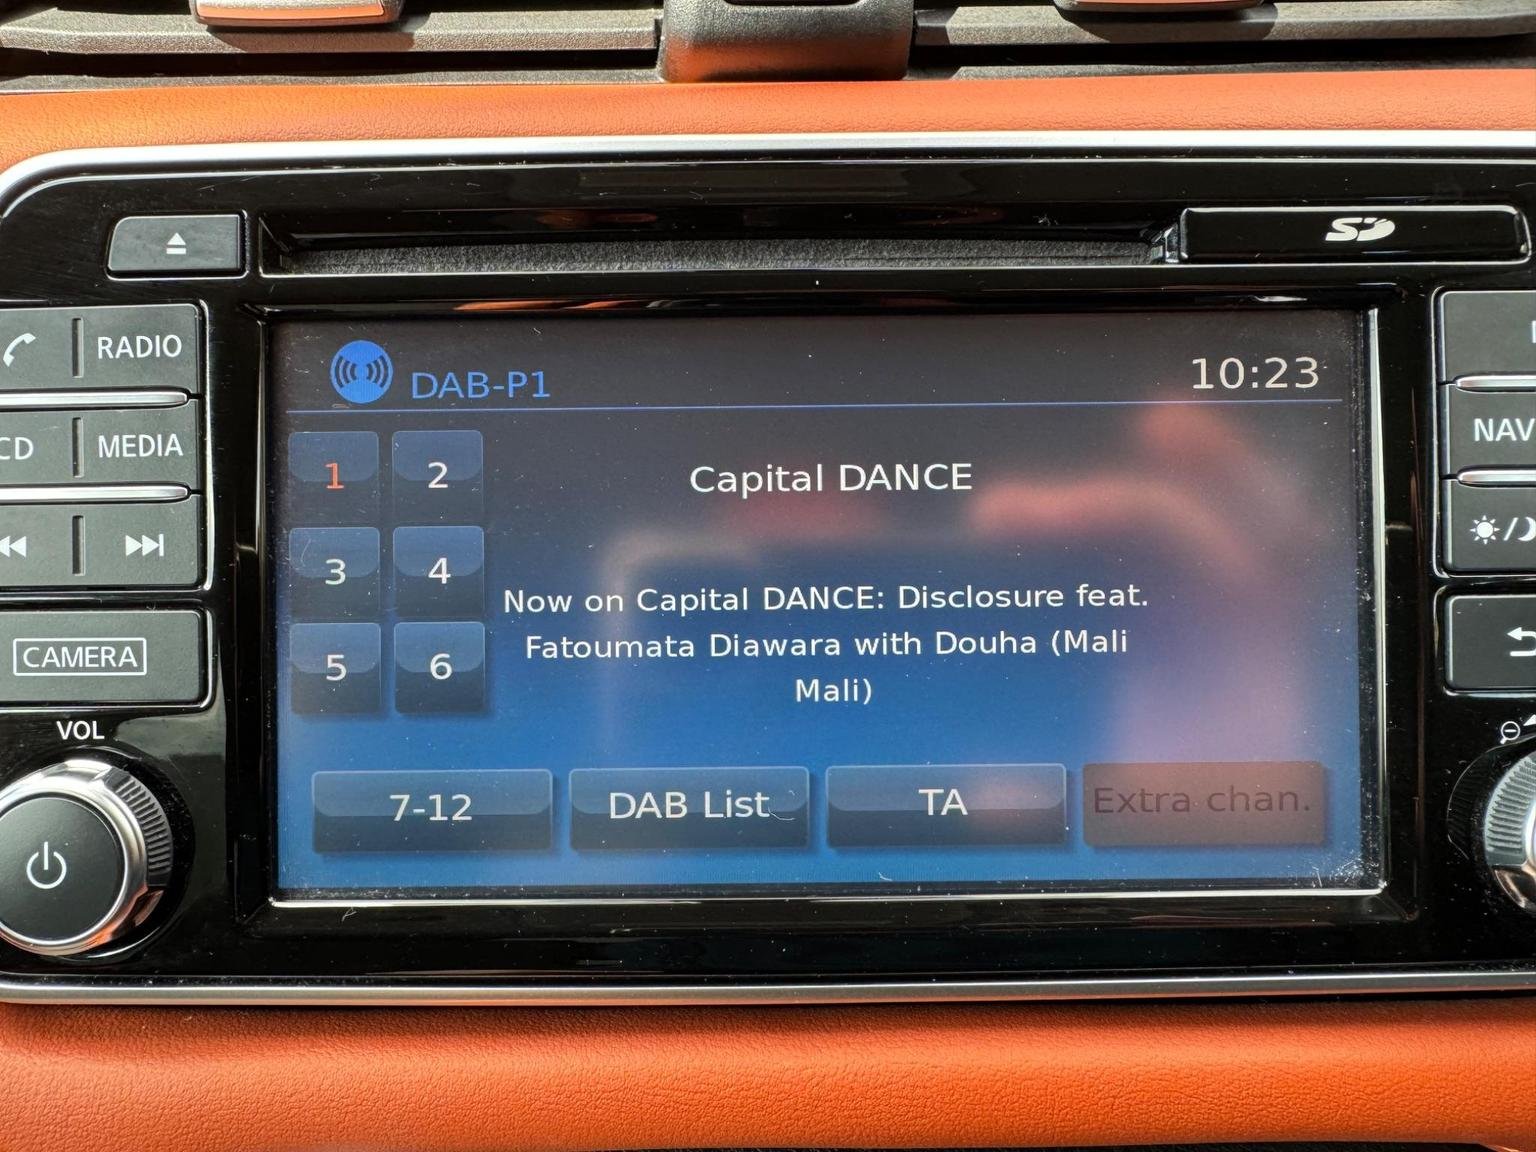 SD
RADIO
CD
MEDIA
CAMERA
VOL
NAV
DAB-P1
10:23
1
2
3
4
5
6
Capital DANCE
Now on Capital DANCE: Disclosure feat.
Fatoumata Diawara with Douha (Mali
Mali)
7-12
DAB List
TA
Extra chan.